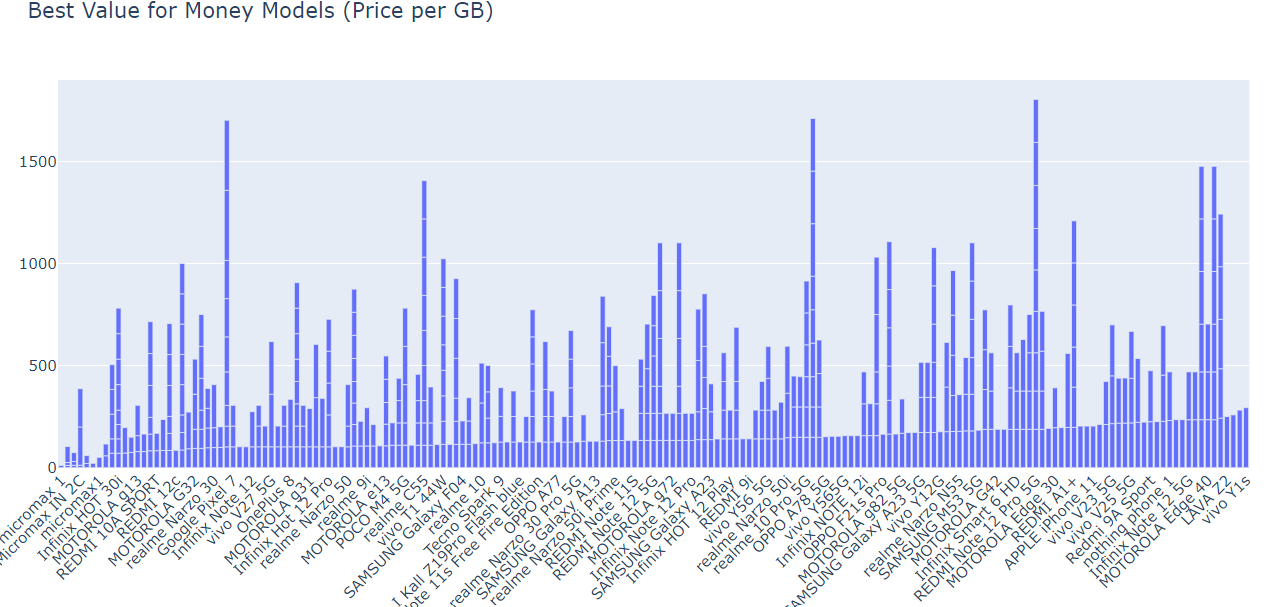 Best Value for Money Models (Price per GB)
1500
1000
500
0
micromax 1
Micromax IN 2C
micromax1
Infinix HOT 30i
MOTOROLA g13
REDMI 10A SPORT
REDMI 12c
MOTOROLA G32
realme Narzo 30
Google Pixel 7
Infinix Note 12
vivo V27 5G
OnePlus 8
MOTOROLA g31
Infinix Hot 12 Pro
realme Narzo 50
realme 9i
MOTOROLA e13
POCO M4 5G
realme C55
vivo T1 44W
SAMSUNG Galaxy F04
realme 10
Tecno Spark 9
I Kall Z19Pro Flash blue
Note 11s Free Fire Edition
OPPO A77
realme Narzo 30 Pro 5G
SAMSUNG Galaxy A13
realme Narzo 50i Prime
REDMI Note 11S
REDMI Note 12 5G
MOTOROLA g72
Infinix Note 12 Pro
SAMSUNG Galaxy A23
Infinix HOT 12 Play
REDMI 9i
vivo Y56 5G
realme Narzo 50i
realme 10 Pro 5G
OPPO A78 5G
vivo Y565G
Infinix NOTE 12i
OPPO F21s Pro
MOTOROLA g82 5G
SAMSUNG Galaxy A23 5G
vivo Y12G
realme Narzo N55
SAMSUNG M53 5G
MOTOROLA G42
Infinix Smart 6 HD
REDMI Note 12 Pro 5G
MOTOROLA Edge 30
REDMI A1+
APPLE iPhone 11
vivo V23 5G
vivo V25 5G
Redmi 9A Sport
nothing phone 1
Infinix Note 12 5G
MOTOROLA Edge 40
LAVA Z2
vivo Y1s